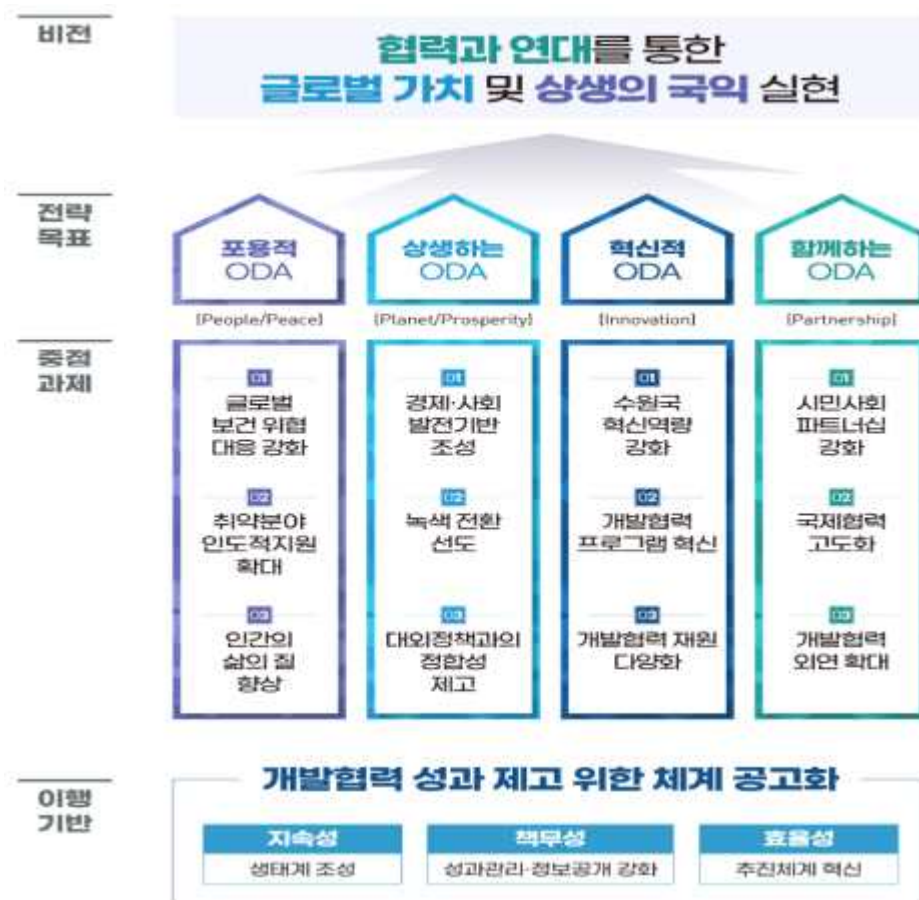 비전
협력과 연대를 통한
글로벌 가치 및 상생의 국익 실현
전략
목표
포용적
ODA
[People/Peace]
상생하는
ODA
[Planet/Prosperity]
혁신적
ODA
[Innovation]
함께하는
ODA
[Partnership]
중점
과제
01
글로벌
보건 위협
대응 강화
02
취약분야
인도적지원
확대
03
인간의
삶의 질
향상
01
경제·사회
발전기반
조성
02
녹색 전환
선도
03
대외정책과의
정합성
제고
01
수원국
혁신역량
강화
02
개발협력
프로그램 혁신
03
개발협력 재원
다양화
01
시민사회
파트너십
강화
02
국제협력
고도화
03
개발협력
외연 확대
이행
기반
개발협력 성과 제고 위한 체계 공고화
지속성
생태계 조성
책무성
성과관리·정보공개 강화
효율성
추진체계 혁신